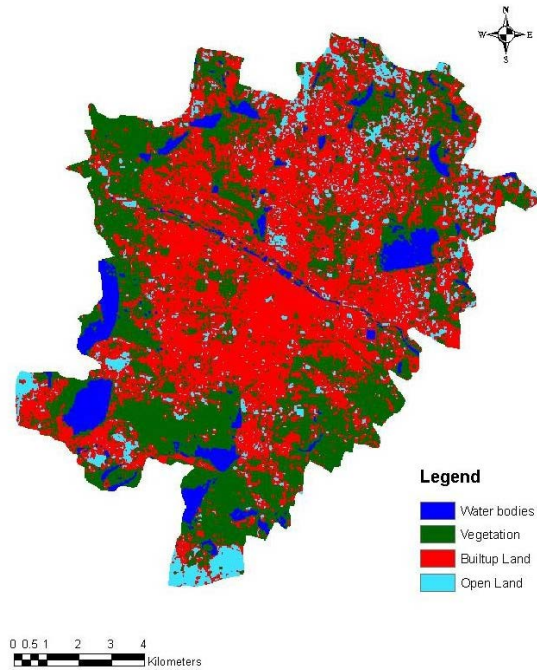 N
W E
S
Legend
Water bodies
Vegetation
Builtup Land
Open Land
0 0.5 1 2 3 4
Kilometers